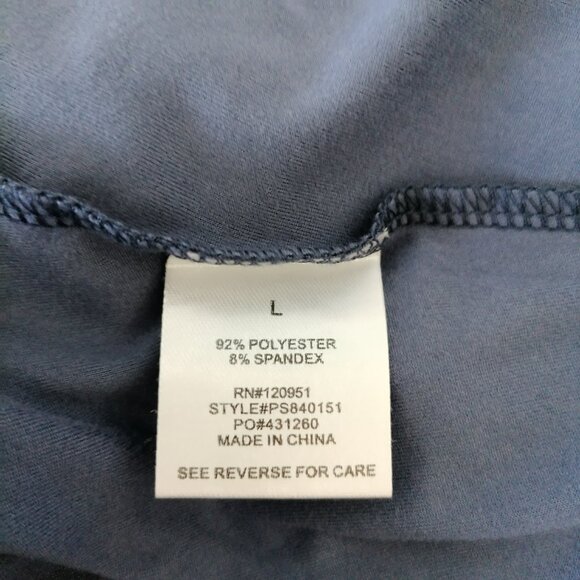 L
92% POLYESTER
8% SPANDEX
RN#120951
STYLE#PS840151
PO#431260
MADE IN CHINA
SEE REVERSE FOR CARE